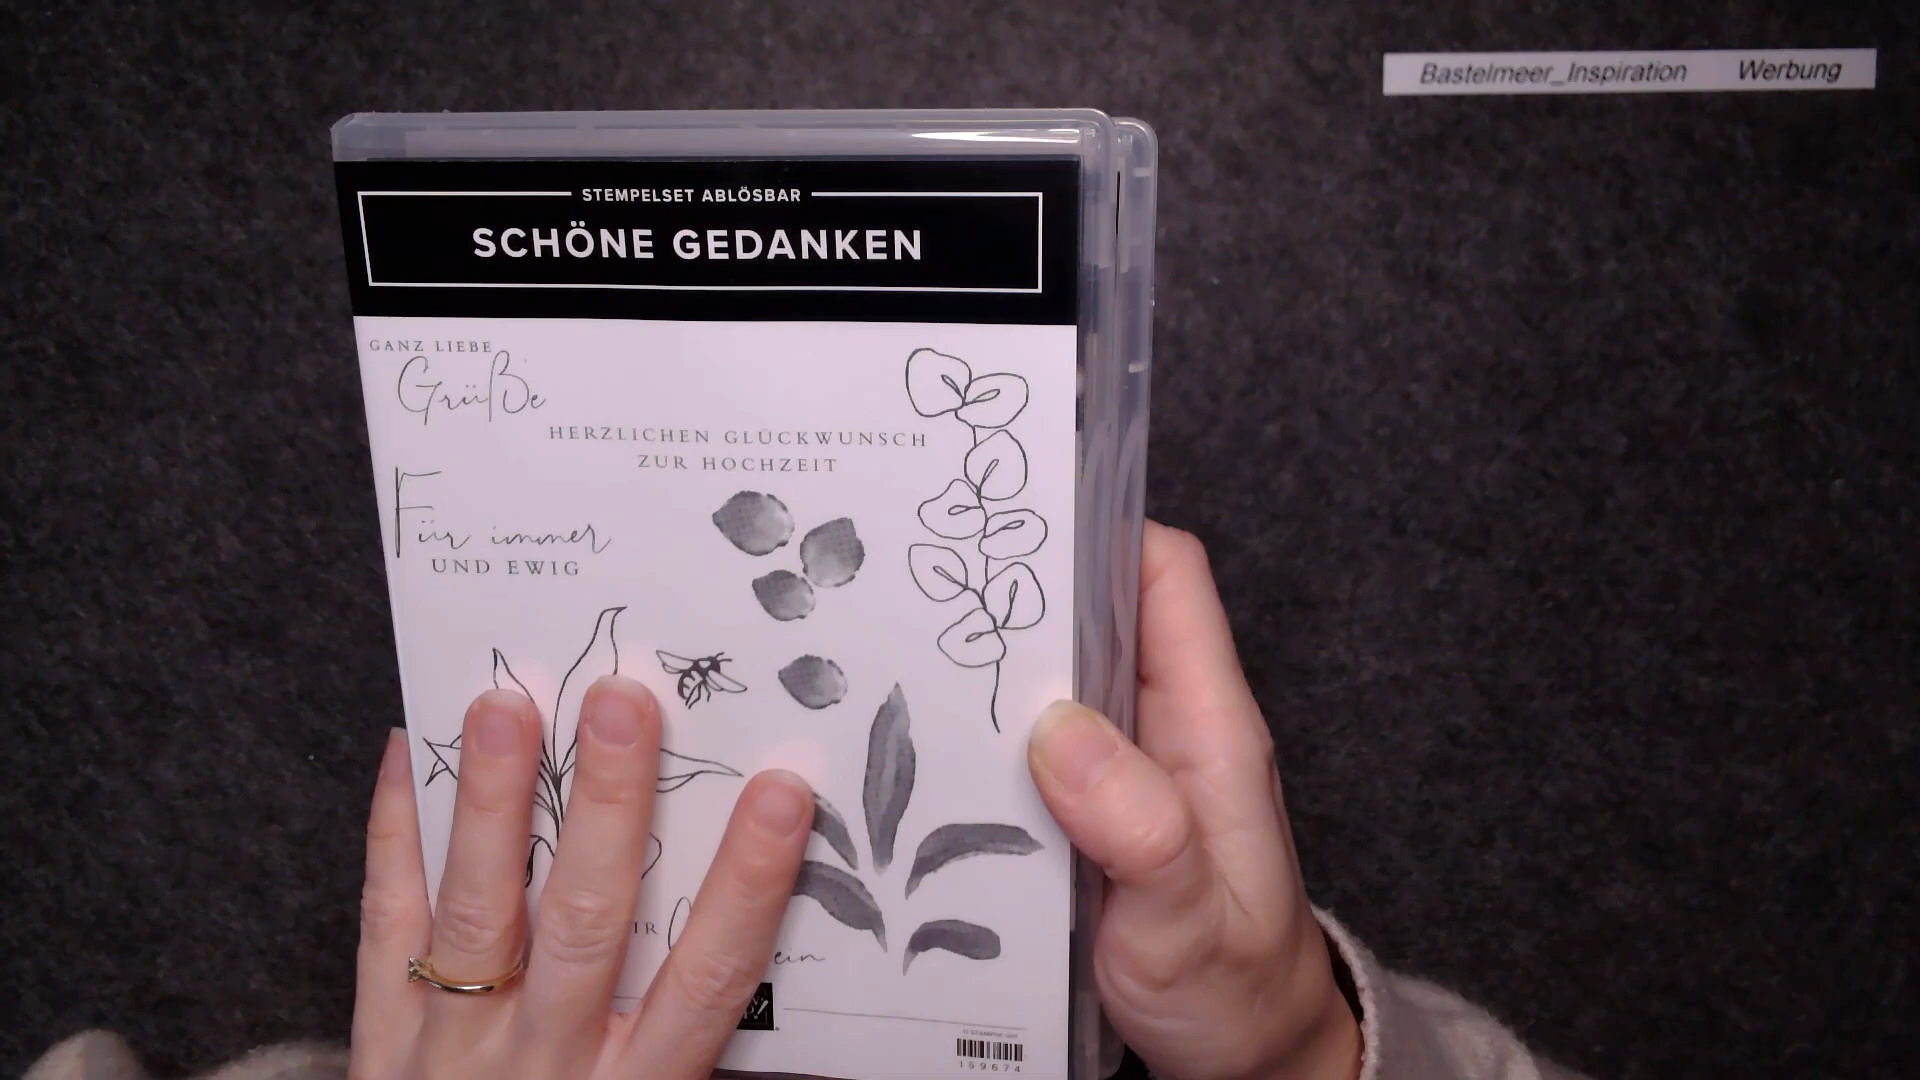 Bastelmeer_Inspiration Werbung
STEMPELSET ABLÖSBAR
SCHÖNE GEDANKEN
GANZ LIEBE
Grüße
HERZLICHEN GLÜCKWUNSCH
ZUR HOCHZEIT
Für immer
UND EWIG
159674